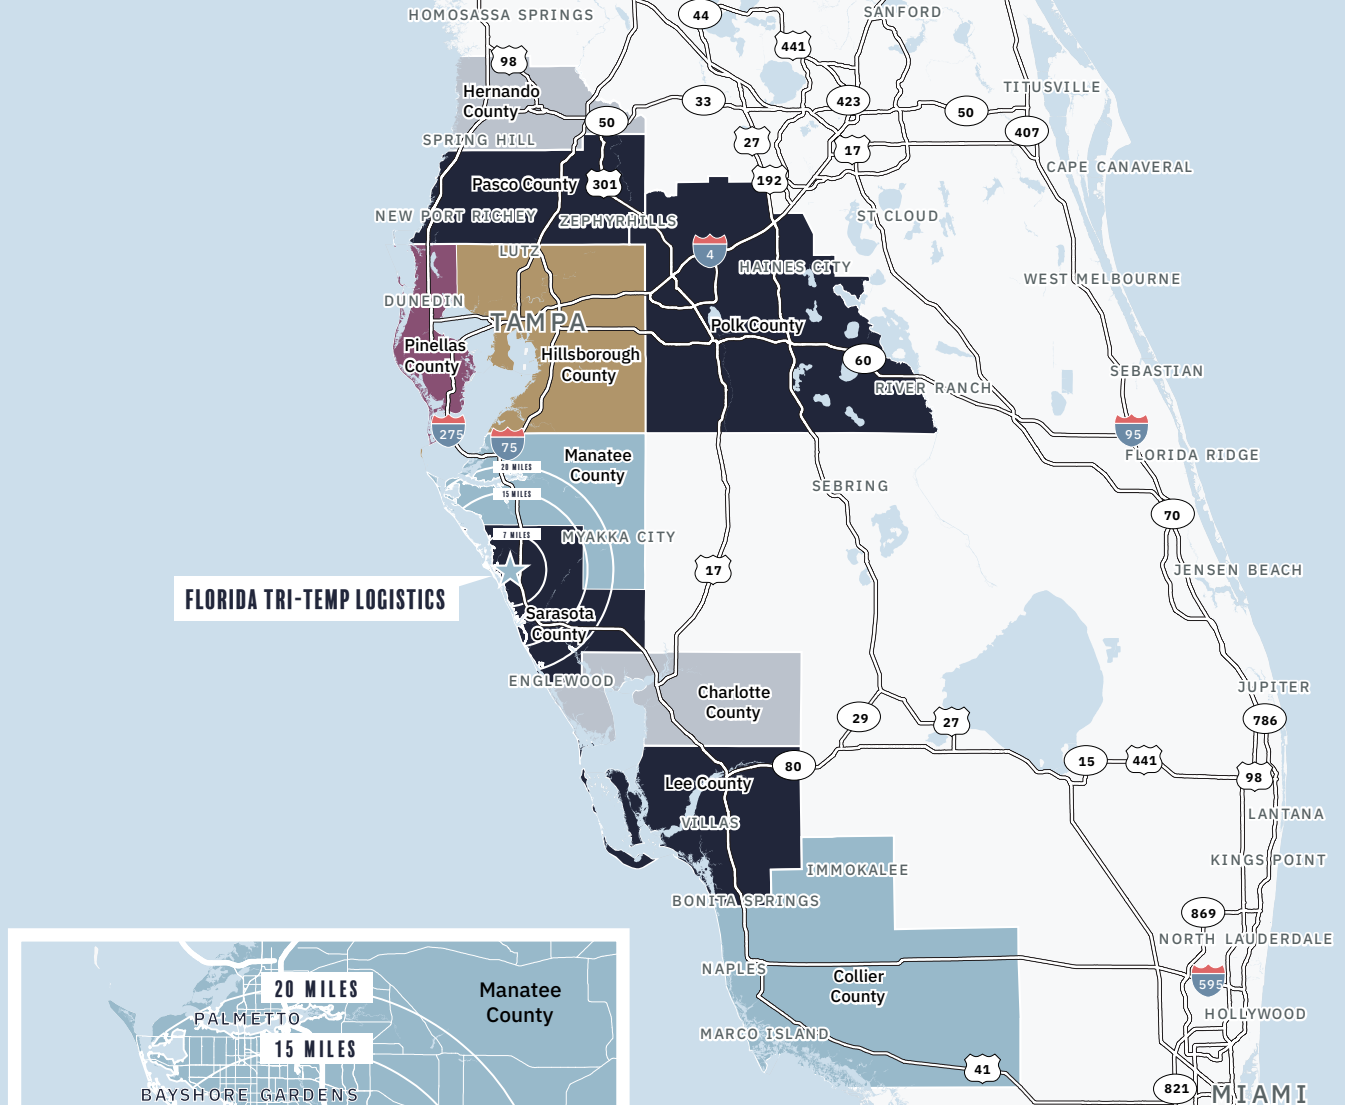 HOMOSASSA SPRINGS
44
SANFORD
441
98
TITUSVILLE
Hernando
County
33
423
50
50
407
SPRING HILL
27
17
CAPE CANAVERAL
Pasco County
301
192
NEW PORT RICHEY
ZEPHYRHILLS
ST CLOUD
LUTZ
4
HAINES CITY
WEST MELBOURNE
DUNEDIN
TAMPA
Polk County
Pinellas
County
Hillsborough
County
60
SEBASTIAN
RIVER RANCH
275
75
95
Manatee
County
FLORIDA RIDGE
20 MILES
15 MILES
SEBRING
70
7 MILES
MYAKKA CITY
17
JENSEN BEACH
FLORIDA TRI-TEMP LOGISTICS
Sarasota
County
ENGLEWOOD
JUPITER
Charlotte
County
29
27
786
80
15
441
98
Lee County
VILLAS
LANTANA
KINGS POINT
IMMOKALEE
BONITA SPRINGS
869
NORTH LAUDERDALE
NAPLES
Collier
County
595
20 MILES
Manatee
County
PALMETTO
HOLLYWOOD
MARCO ISLAND
15 MILES
41
821
MIAMI
BAYSHORE GARDENS